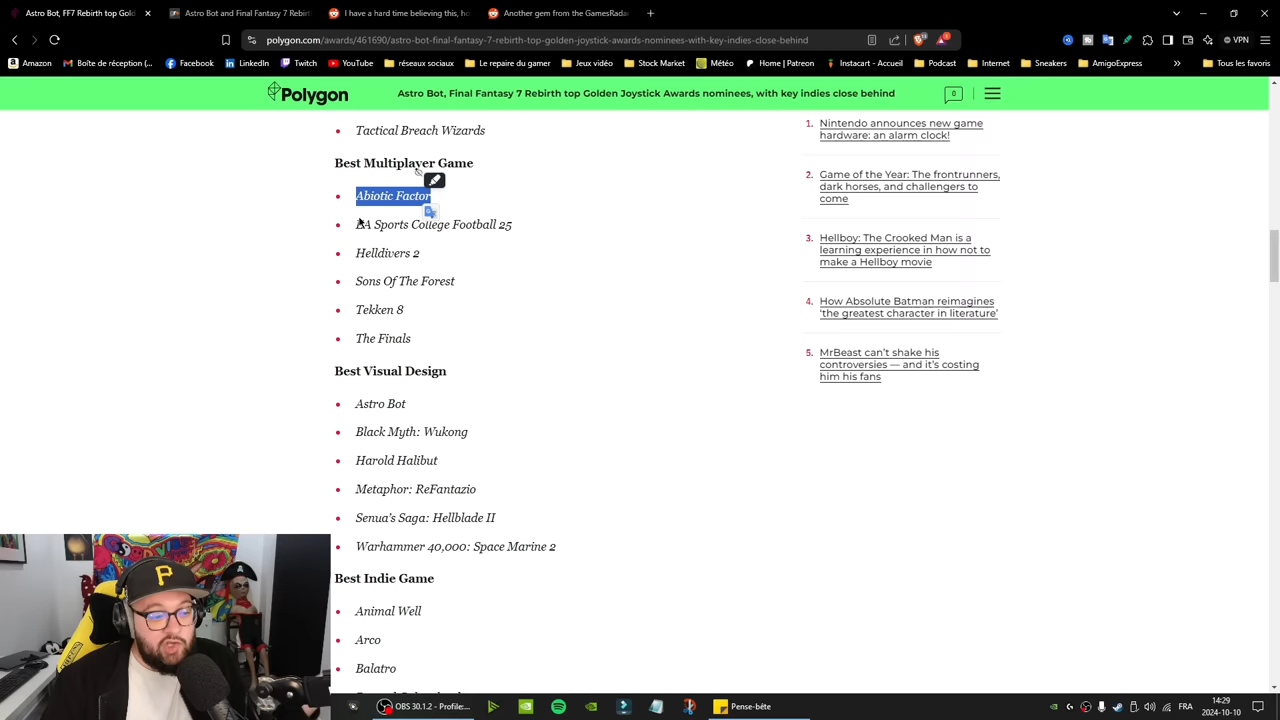 Astro Bot, FF7 Rebirth top Gold
Astro Bot and Final Fantasy 7 Rebirt
I have a hard time believing this, ho
Another gem from the GamesRadar
polygon.com/awards/461690/astro-bot-final-fantasy-7-rebirth-top-golden-joystick-awards-nominees-with-key-indies-close-behind
VPN
Amazon
Boîte de réception (...
Facebook
LinkedIn
Twitch
YouTube
réseaux sociaux
Le repaire du gamer
Jeux vidéo
Stock Market
Météo
Home | Patreon
Instacart - Accueil
Podcast
Internet
Sneakers
AmigoExpress
Tous les favoris
Polygon
Astro Bot, Final Fantasy 7 Rebirth top Golden Joystick Awards nominees, with key indies close behind
0
Tactical Breach Wizards
Best Multiplayer Game
Abiotic Factor
EA Sports College Football 25
Helldivers 2
Sons Of The Forest
Tekken 8
The Finals
Best Visual Design
Astro Bot
Black Myth: Wukong
Harold Halibut
Metaphor: ReFantazio
Senua's Saga: Hellblade II
Warhammer 40,000: Space Marine 2
Best Indie Game
Animal Well
Arco
Balatro
1. Nintendo announces new game
hardware: an alarm clock!
2. Game of the Year: The frontrunners,
dark horses, and challengers to
come
3. Hellboy: The Crooked Man is a
learning experience in how not to
make a Hellboy movie
4. How Absolute Batman reimagines
'the greatest character in literature'
5. MrBeast can't shake his
controversies — and it's costing
him his fans
P
OBS 30.1.2 - Profile:...
Pense-bête
FR
14:29
2024-10-10